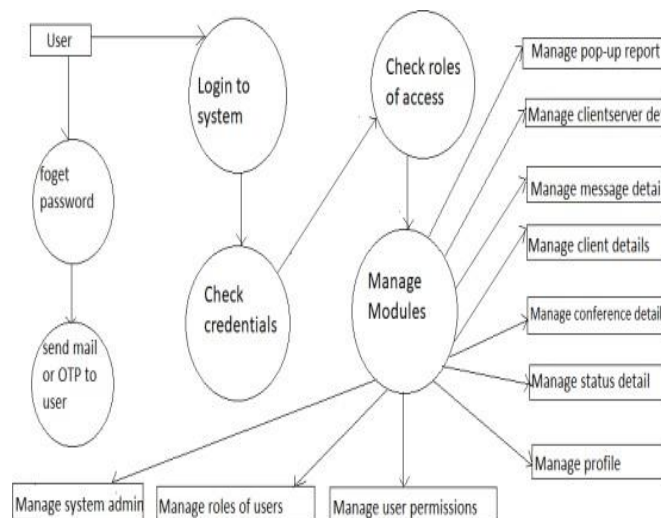 User
Login to
system
Check roles
of access
Manage pop-up report
Manage clientserver de
Manage message detai
Manage client details
foget
password
Check
credentials
Manage
Modules
Manage conference detail
Manage status detail
send mail
or OTP to
user
Manage profile
Manage system admin
Manage roles of users
Manage user permissions